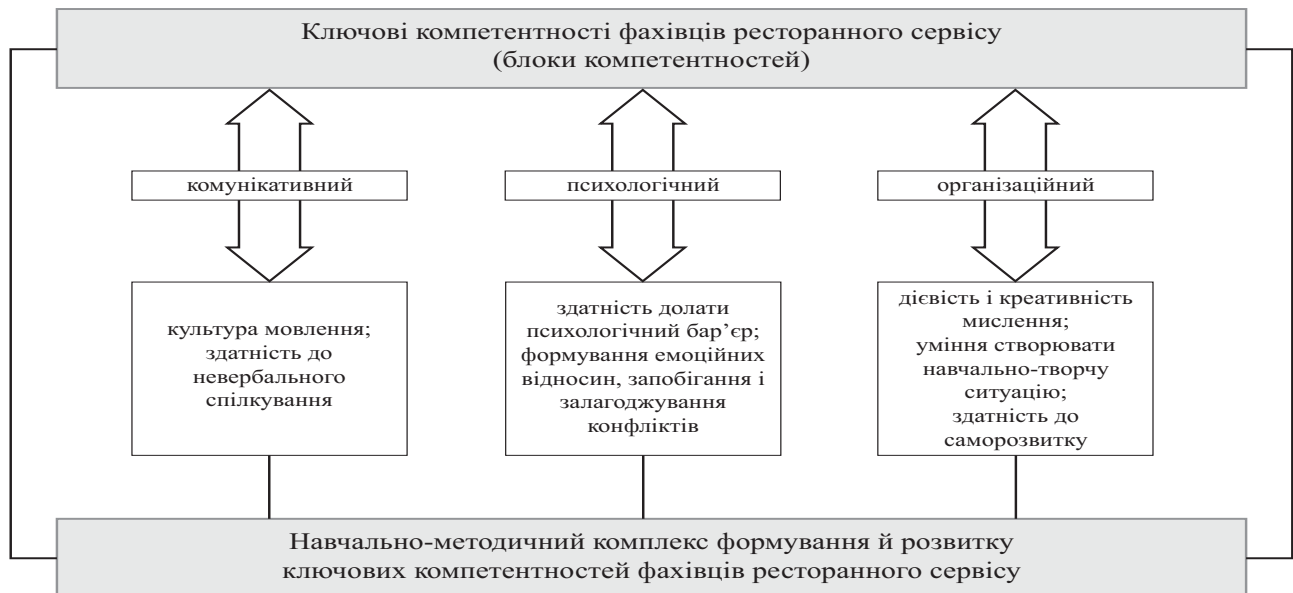 Ключові компетентності фахівців ресторанного сервісу
(блоки компетентностей)
комунікативний
психологічний
організаційний
культура мовлення;
здатність до
невербального
спілкування
здатність долати
психологічний бар’єр;
формування емоційних
відносин, запобігання і
залагоджування
конфліктів
дієвість і креативність
мислення;
уміння створювати
навчально-творчу
ситуацію;
здатність до
саморозвитку
Навчально-методичний комплекс формування й розвитку
ключових компетентностей фахівців ресторанного сервісу